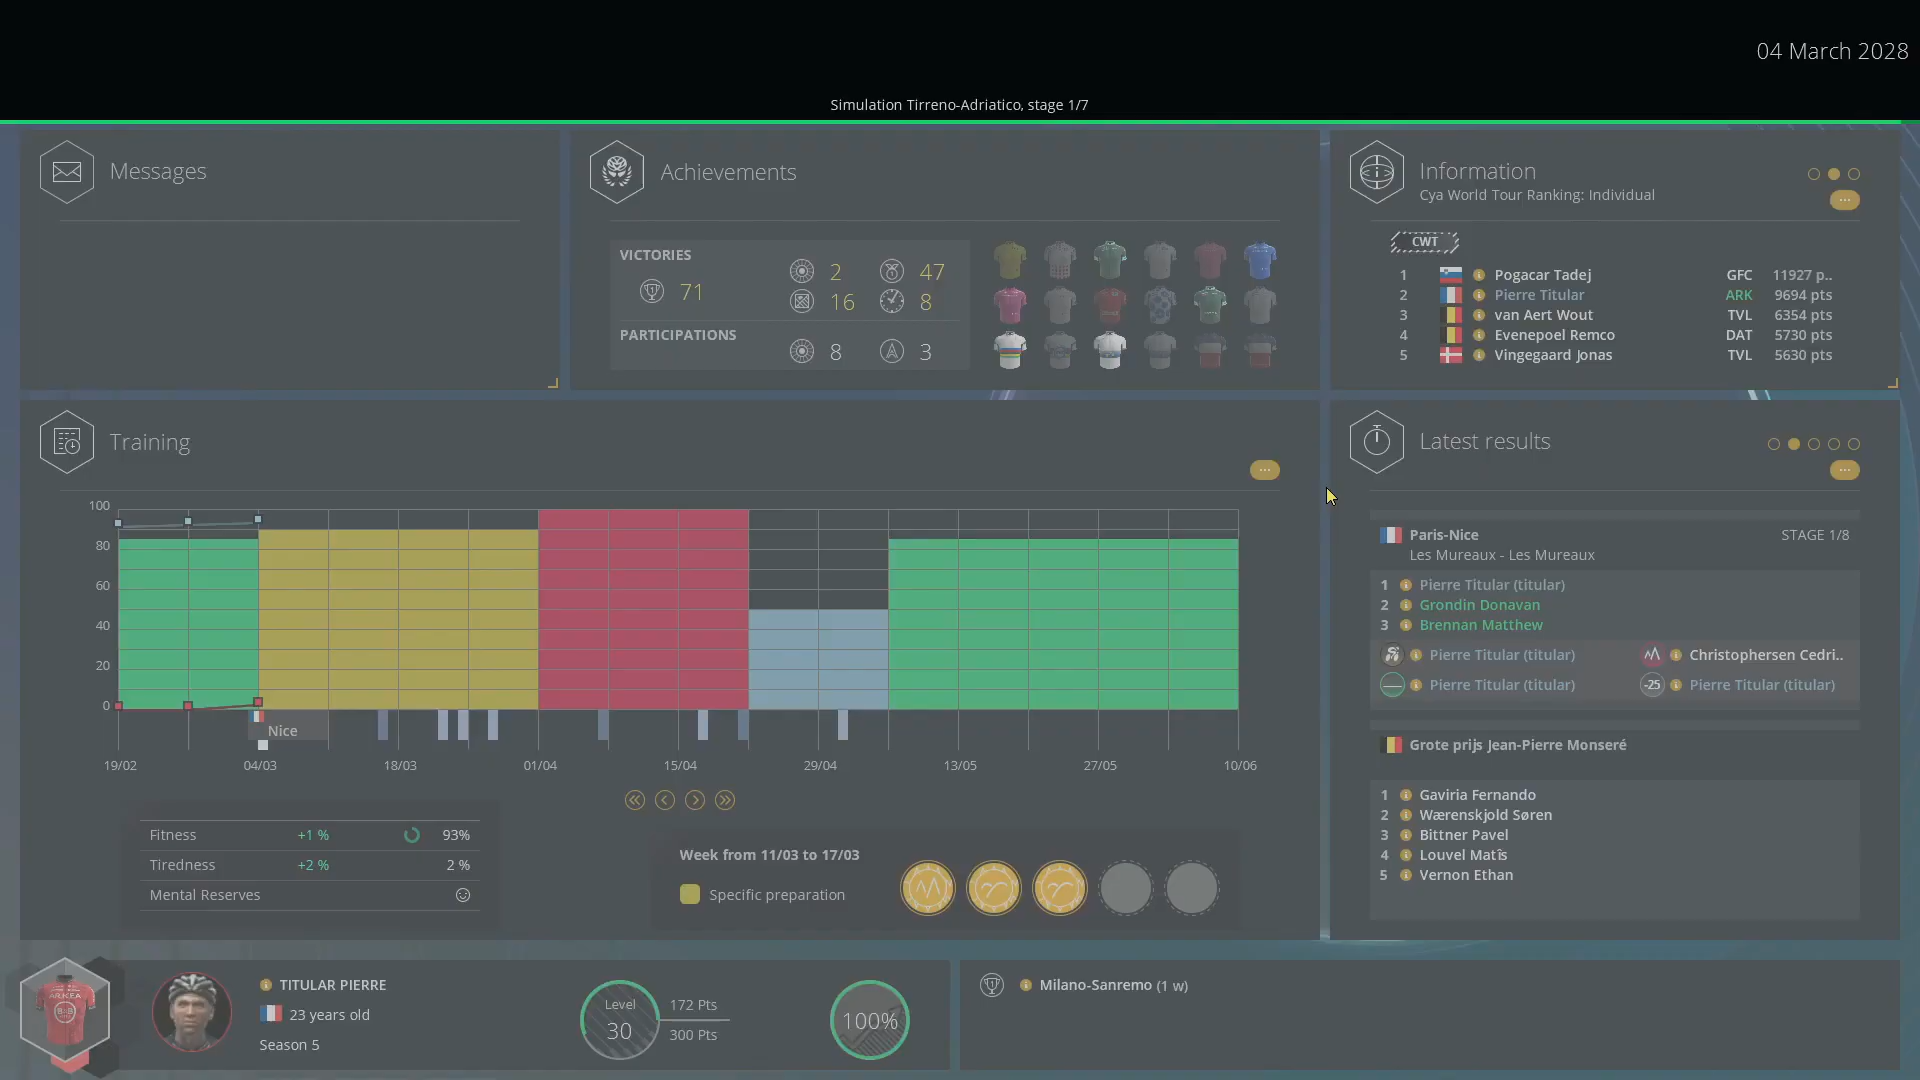 04 March 2028
Simulation Tirreno-Adriatico, stage 1/7
Messages
Achievements
VICTORIES
71
2
47
16
8
PARTICIPATIONS
8
3
Information
Cya World Tour Ranking: Individual
...
CWT
1 Pogacar Tadej GFC 11927 p..
2 Pierre Titular ARK 9694 pts
3 van Aert Wout TVL 6354 pts
4 Evenepoel Remco DAT 5730 pts
5 Vingegaard Jonas TVL 5630 pts
Training
...
100
80
60
40
20
0
Nice
19/02 04/03 18/03 01/04 15/04 29/04 13/05 27/05 10/06
Fitness +1 % 93%
Tiredness +2 % 2 %
Mental Reserves
Week from 11/03 to 17/03
Specific preparation
Latest results
...
Paris-Nice STAGE 1/8
Les Mureaux - Les Mureaux
1 Pierre Titular (titular)
2 Grondin Donavan
3 Brennan Matthew
Pierre Titular (titular) Christophersen Cedri..
Pierre Titular (titular) -25 Pierre Titular (titular)
Grote prijs Jean-Pierre Monseré
1 Gaviria Fernando
2 Wærenskjold Søren
3 Bittner Pavel
4 Louvel Matîs
5 Vernon Ethan
TITULAR PIERRE
23 years old
Season 5
Level
30
172 Pts
300 Pts
100%
Milano-Sanremo (1 w)